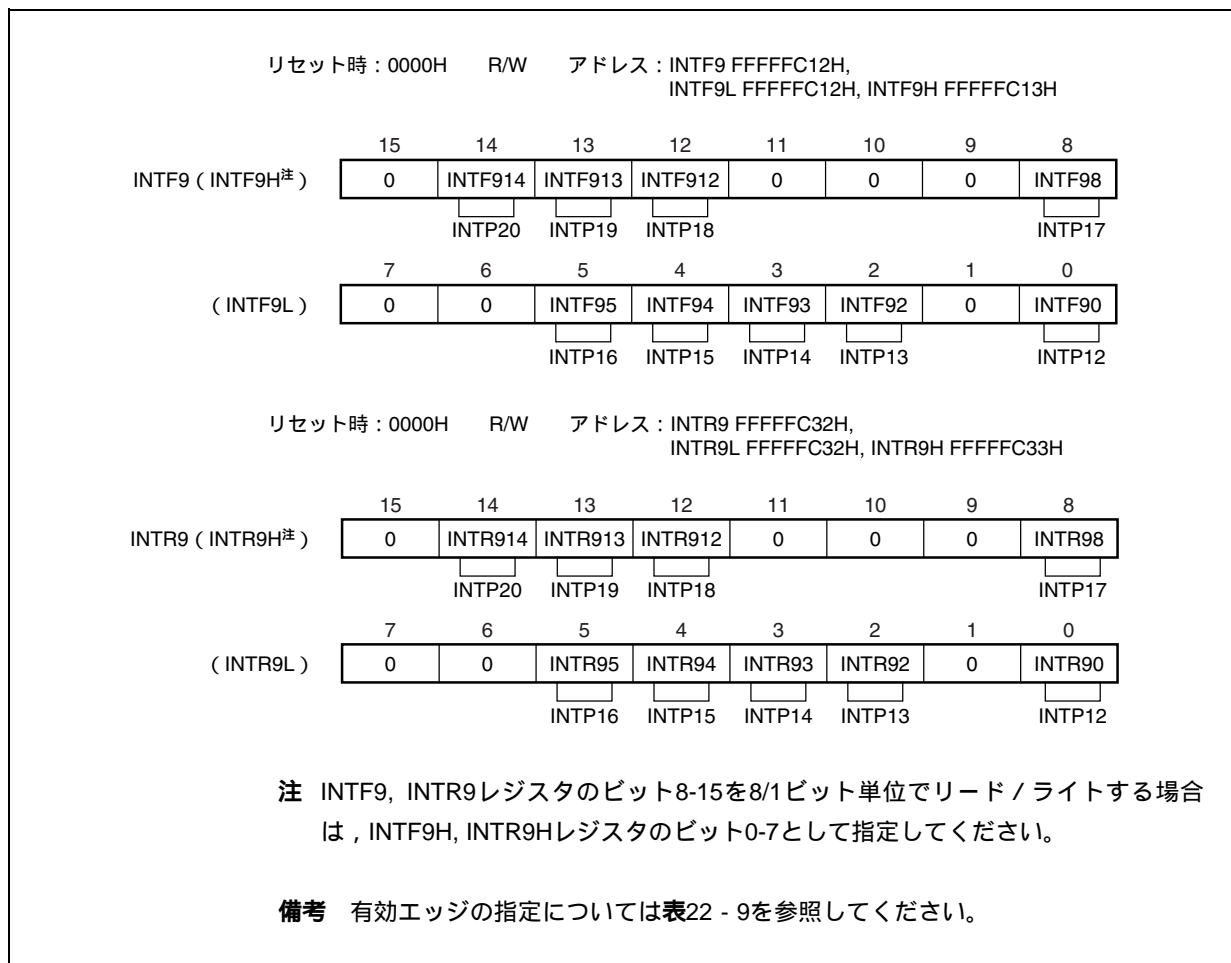 リセット時：0000H R/W アドレス：INTF9 FFFFFC12H,
INTF9L FFFFFC12H, INTF9H FFFFFC13H
15 14 13 12 11 10 9 8
INTF9（INTF9H注） 0 INTF914 INTF913 INTF912 0 0 0 INTF98
INTP20 INTP19 INTP18 INTP17
7 6 5 4 3 2 1 0
（INTF9L） 0 0 INTF95 INTF94 INTF93 INTF92 0 INTF90
INTP16 INTP15 INTP14 INTP13 INTP12
リセット時：0000H R/W アドレス：INTR9 FFFFFC32H,
INTR9L FFFFFC32H, INTR9H FFFFFC33H
15 14 13 12 11 10 9 8
INTR9（INTR9H注） 0 INTR914 INTR913 INTR912 0 0 0 INTR98
INTP20 INTP19 INTP18 INTP17
7 6 5 4 3 2 1 0
（INTR9L） 0 0 INTR95 INTR94 INTR93 INTR92 0 INTR90
INTP16 INTP15 INTP14 INTP13 INTP12
注 INTF9, INTR9レジスタのビット8-15を8/1ビット単位でリード／ライトする場合
は，INTF9H, INTR9Hレジスタのビット0-7として指定してください。
備考 有効エッジの指定については表22 - 9を参照してください。